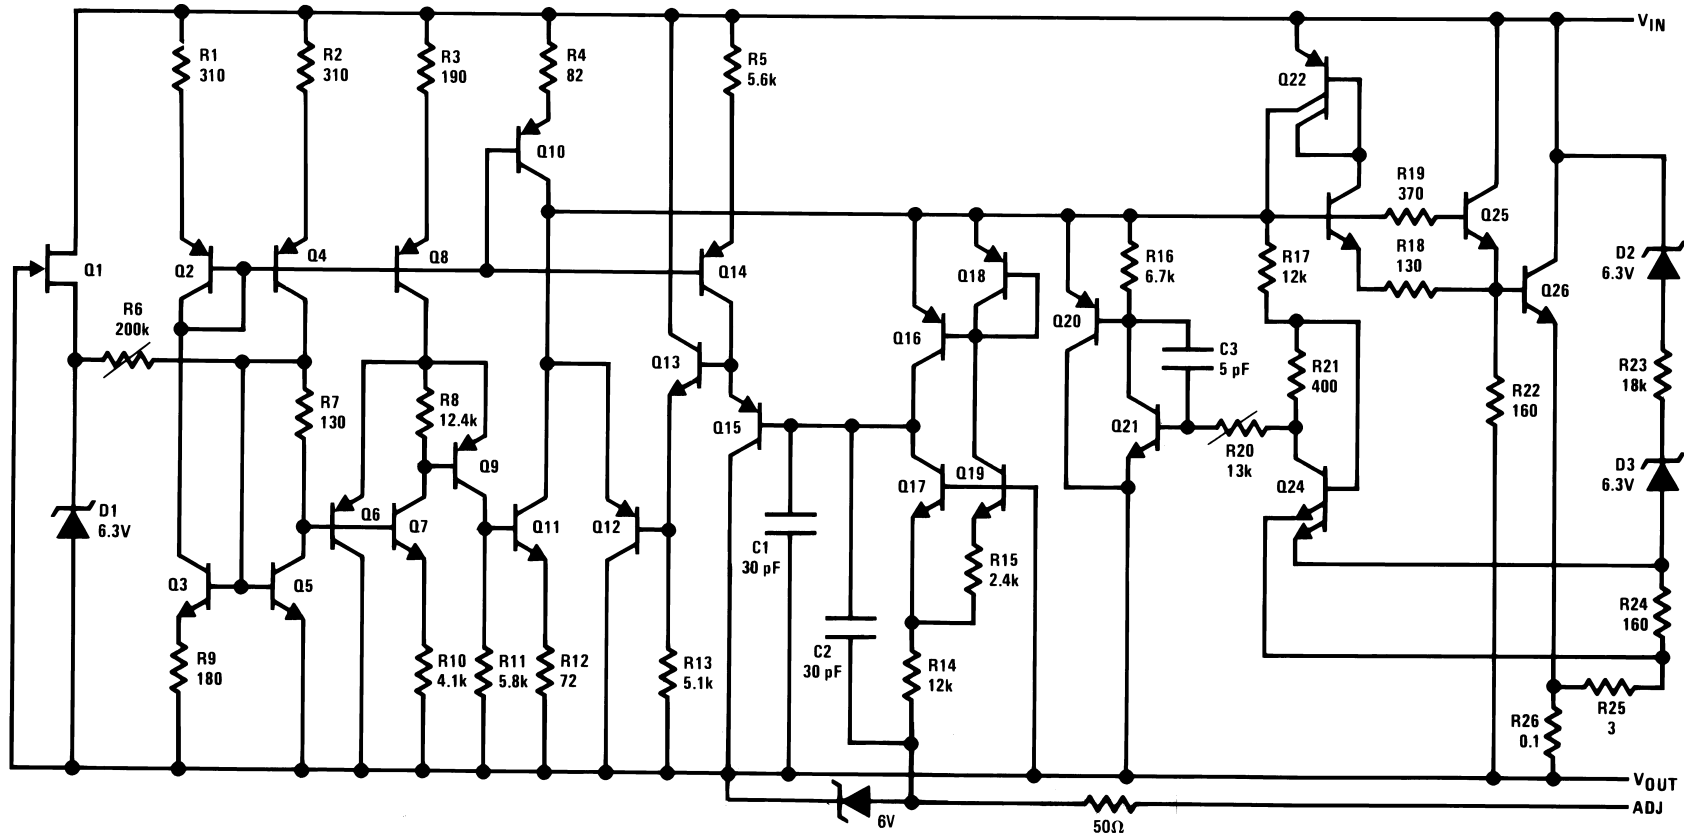 VIN
R1
310
R2
310
R3
190
R4
82
R5
5.6k
Q22
Q10
R19
370
Q25
Q1
Q2
Q4
Q8
Q14
Q18
R16
6.7k
R17
12k
R18
130
Q26
D2
6.3V
R6
200k
Q16
Q20
C3
5 pF
Q13
R7
130
R8
12.4k
R21
400
R22
160
R23
18k
Q15
Q21
R20
13k
Q9
Q17
Q19
Q24
D3
6.3V
D1
6.3V
Q6
Q7
Q11
Q12
C1
30 pF
R15
2.4k
Q3
Q5
R24
160
R9
180
R10
4.1k
R11
5.8k
R12
72
R13
5.1k
C2
30 pF
R14
12k
R25
3
R26
0.1
VOUT
ADJ
6V
50Ω